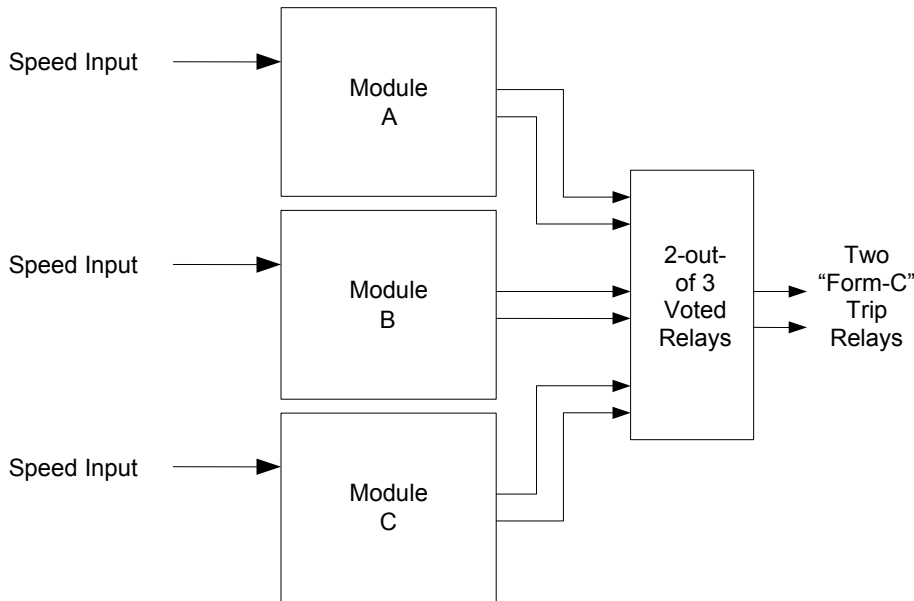 Speed Input
Module
A
Speed Input
Module
B
2-out-
of 3
Voted
Relays
Two
“Form-C”
Trip
Relays
Speed Input
Module
C